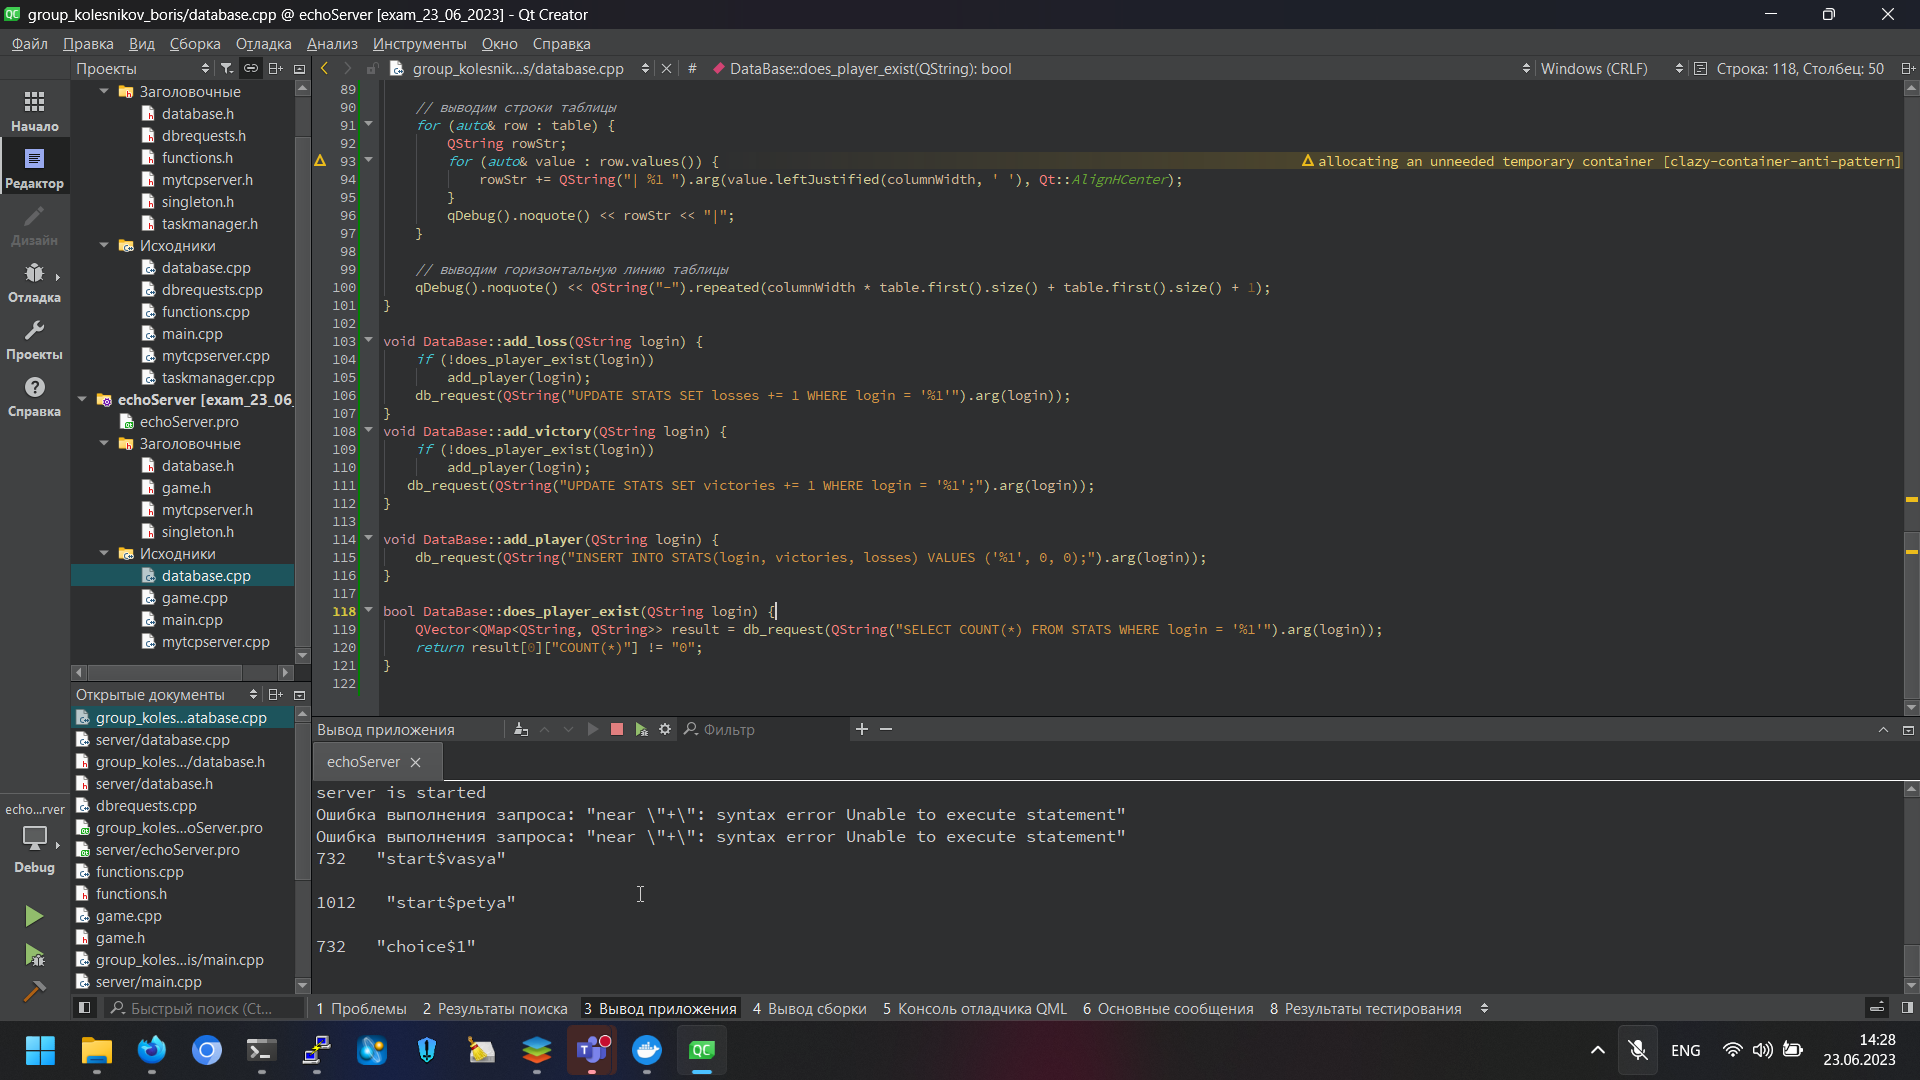 group_kolesnikov_boris/database.cpp @ echoServer [exam_23_06_2023] - Qt Creator
Файл Правка Вид Сборка Отладка Анализ Инструменты Окно Справка
Проекты
group_kolesnik...s/database.cpp
# DataBase::does_player_exist(QString): bool
Windows (CRLF)
Строка: 118, Столбец: 50
Начало
Редактор
Дизайн
Отладка
Проекты
Справка
echo...rver
Debug
Заголовочные
database.h
dbrequests.h
functions.h
mytcpserver.h
singleton.h
taskmanager.h
Исходники
database.cpp
dbrequests.cpp
functions.cpp
main.cpp
mytcpserver.cpp
taskmanager.cpp
echoServer [exam_23_06_
echoServer.pro
Заголовочные
database.h
game.h
mytcpserver.h
singleton.h
Исходники
database.cpp
game.cpp
main.cpp
mytcpserver.cpp
Открытые документы
group_koles...atabase.cpp
server/database.cpp
group_koles.../database.h
server/database.h
dbrequests.cpp
group_koles...oServer.pro
server/echoServer.pro
functions.cpp
functions.h
game.cpp
game.h
group_koles...is/main.cpp
server/main.cpp
89
90 // выводим строки таблицы
91 for (auto& row : table) {
92 QString rowStr;
93 for (auto& value : row.values()) { allocating an unneeded temporary container [clazy-container-anti-pattern]
94 rowStr += QString("| %1 ").arg(value.leftJustified(columnWidth, ' '), Qt::AlignHCenter);
95 }
96 qDebug().noquote() << rowStr << "|";
97 }
98
99 // выводим горизонтальную линию таблицы
100 qDebug().noquote() << QString("-").repeated(columnWidth * table.first().size() + table.first().size() + 1);
101 }
102
103 void DataBase::add_loss(QString login) {
104 if (!does_player_exist(login))
105 add_player(login);
106 db_request(QString("UPDATE STATS SET losses += 1 WHERE login = '%1'").arg(login));
107 }
108 void DataBase::add_victory(QString login) {
109 if (!does_player_exist(login))
110 add_player(login);
111 db_request(QString("UPDATE STATS SET victories += 1 WHERE login = '%1';").arg(login));
112 }
113
114 void DataBase::add_player(QString login) {
115 db_request(QString("INSERT INTO STATS(login, victories, losses) VALUES ('%1', 0, 0);").arg(login));
116 }
117
118 bool DataBase::does_player_exist(QString login) {
119 QVector<QMap<QString, QString>> result = db_request(QString("SELECT COUNT(*) FROM STATS WHERE login = '%1'").arg(login));
120 return result[0]["COUNT(*)"] != "0";
121 }
122
Вывод приложения
Фильтр
echoServer
server is started
Ошибка выполнения запроса: "near \"+\": syntax error Unable to execute statement"
Ошибка выполнения запроса: "near \"+\": syntax error Unable to execute statement"
732 "start$vasya"
1012 "start$petya"
732 "choice$1"
Быстрый поиск (Ct...
1 Проблемы 2 Результаты поиска 3 Вывод приложения 4 Вывод сборки 5 Консоль отладчика QML 6 Основные сообщения 8 Результаты тестирования
QC
ENG
14:28
23.06.2023